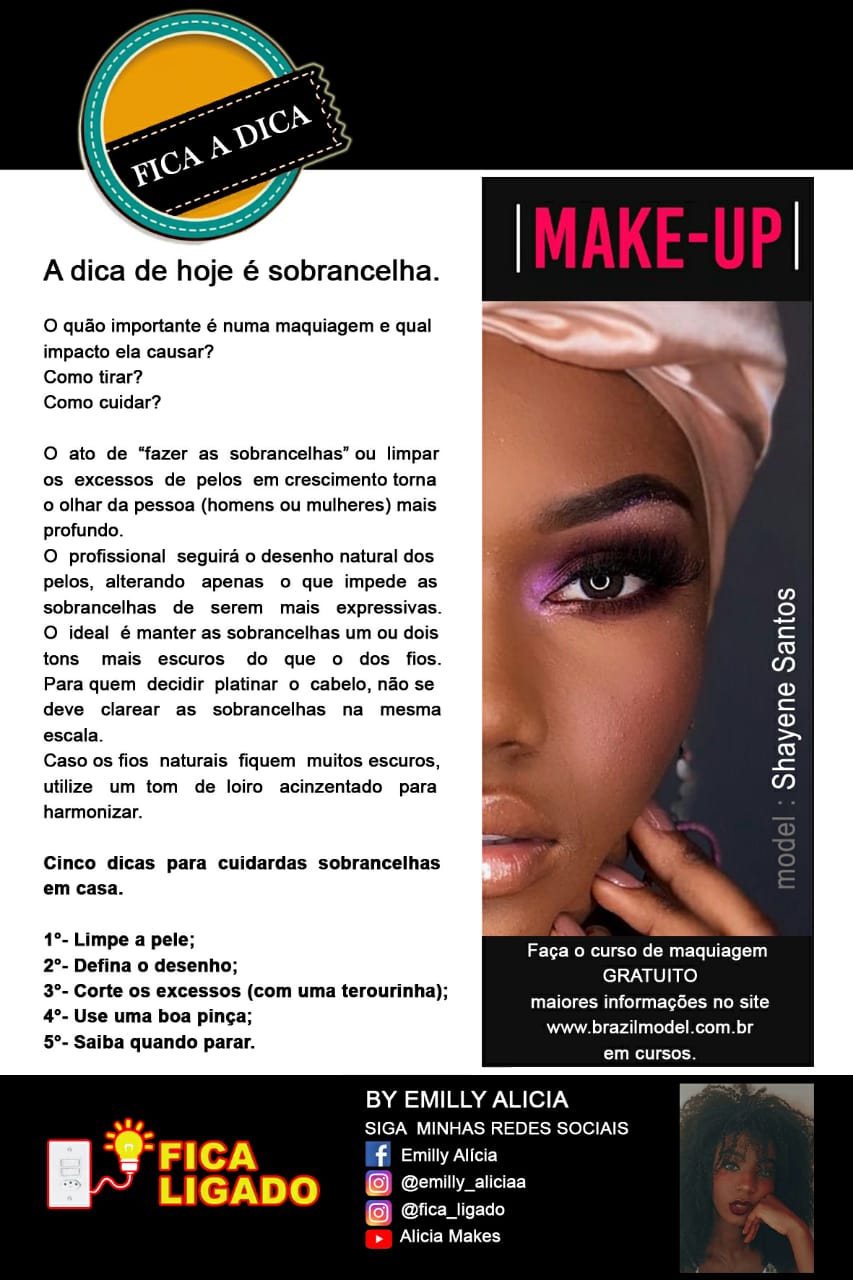 FICA A DICA
A dica de hoje é sobrancelha.
O quão importante é numa maquiagem e qual
impacto ela causar?
Como tirar?
Como cuidar?
O ato de “fazer as sobrancelhas” ou limpar
os excessos de pelos em crescimento torna
o olhar da pessoa (homens ou mulheres) mais
profundo.
O profissional seguirá o desenho natural dos
pelos, alterando apenas o que impede as
sobrancelhas de serem mais expressivas.
O ideal é manter as sobrancelhas um ou dois
tons mais escuros do que o dos fios.
Para quem decidir platinar o cabelo, não se
deve clarear as sobrancelhas na mesma
escala.
Caso os fios naturais fiquem muitos escuros,
utilize um tom de loiro acinzentado para
harmonizar.
Cinco dicas para cuidardas sobrancelhas
em casa.
1º- Limpe a pele;
2º- Defina o desenho;
3º- Corte os excessos (com uma terourinha);
4º- Use uma boa pinça;
5º- Saiba quando parar.
|MAKE-UP|
model : Shayene Santos
Faça o curso de maquiagem
GRATUITO
maiores informações no site
www.brazilmodel.com.br
em cursos.
FICA
LIGADO
BY EMILLY ALICIA
SIGA MINHAS REDES SOCIAIS
Emilly Alícia
@emilly_aliciaa
@fica_ligado
Alicia Makes